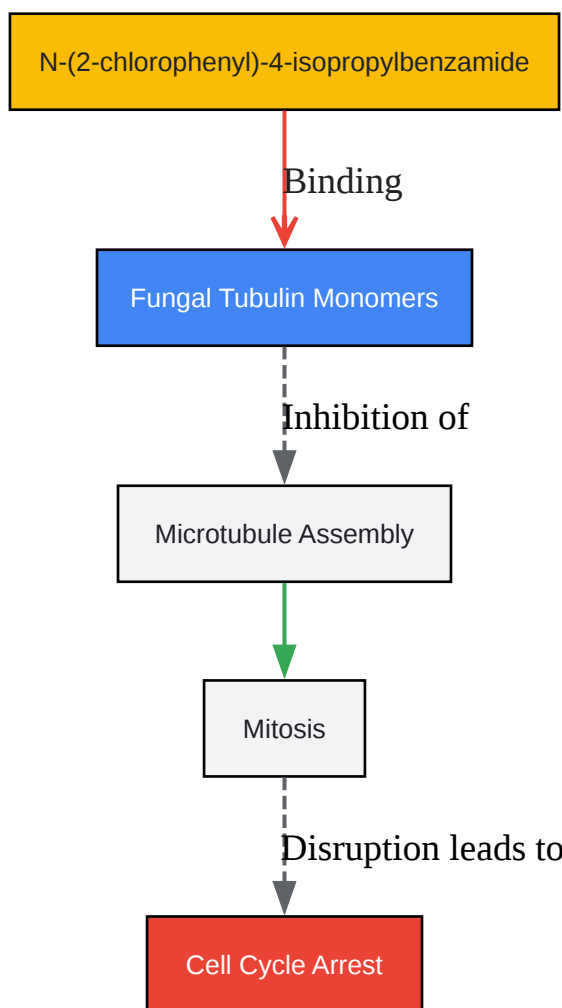 N-(2-chlorophenyl)-4-isopropylbenzamide
Binding
Fungal Tubulin Monomers
Inhibition of
Microtubule Assembly
Mitosis
Disruption leads to
Cell Cycle Arrest